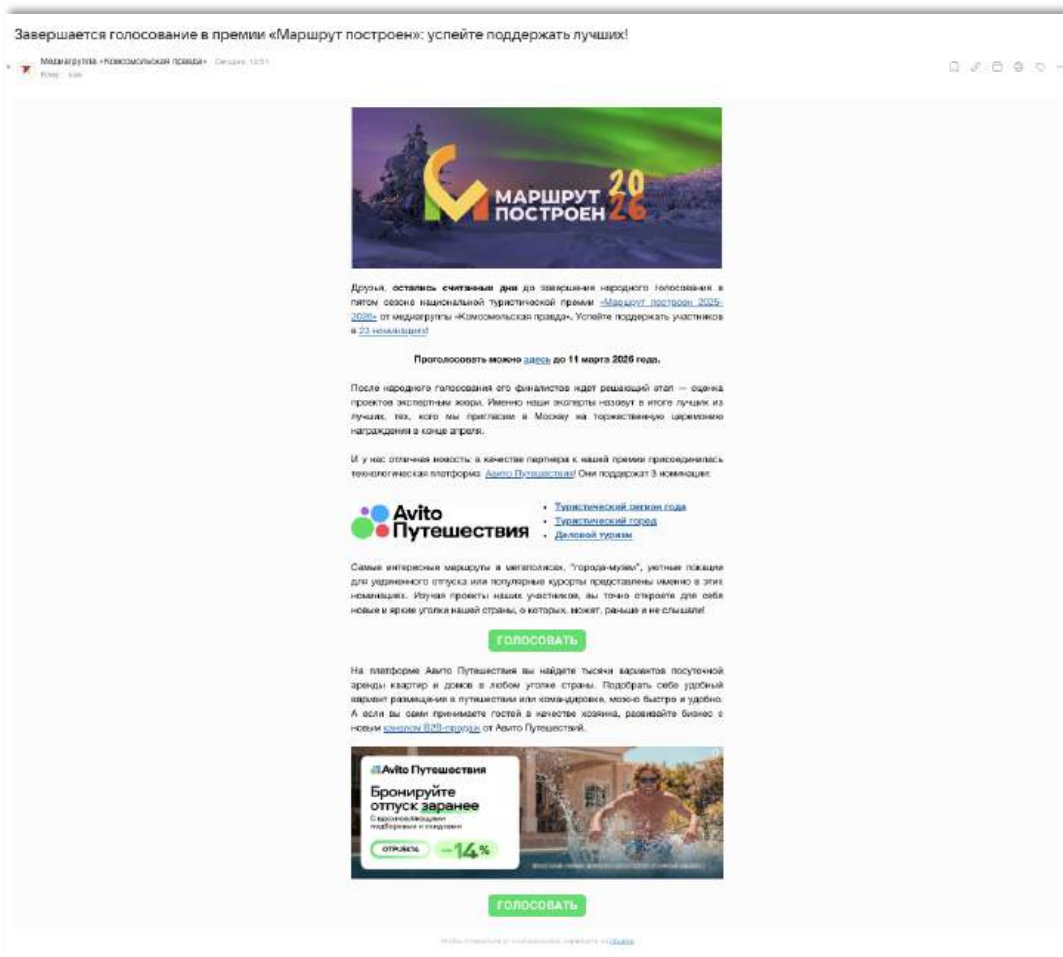 Завершается голосование в премии «Маршрут построен»: успейте поддержать лучших!
Медиагруппа «Комсомольская правда» Сегодня, 12:51
Кому: вам
МАРШРУТ
ПОСТРОЕН
2026
Друзья, остались считанные дни до завершения народного голосования в
пятом сезоне национальной туристической премии «Маршрут построен 2025-
2026» от медиагруппы «Комсомольская правда». Успейте поддержать участников
в 23 номинациях!
Проголосовать можно здесь до 11 марта 2026 года.
После народного голосования его финалистов ждет решающий этап — оценка
проектов экспертным жюри. Именно наши эксперты назовут в итоге лучших из
лучших, тех, кого мы пригласим в Москву на торжественную церемонию
награждения в конце апреля.
И у нас отличная новость: в качестве партнера к нашей премии присоединилась
технологическая платформа Авито Путешествия! Они поддержат 3 номинации:
Avito
Путешествия
• Туристический регион года
• Туристический город
• Деловой туризм
Самые интересные маршруты в мегаполисах, "города-музеи", уютные локации
для уединенного отпуска или популярные курорты представлены именно в этих
номинациях. Изучая проекты наших участников, вы точно откроете для себя
новые и яркие уголки нашей страны, о которых, может, раньше и не слышали!
ГОЛОСОВАТЬ
На платформе Авито Путешествия вы найдете тысячи вариантов посуточной
аренды квартир и домов в любом уголке страны. Подобрать себе удобный
вариант размещения в путешествии или командировке, можно быстро и удобно.
А если вы сами принимаете гостей в качестве хозяина, развивайте бизнес с
новым каналом B2B-продаж от Авито Путешествий.
Avito Путешествия
Бронируйте
отпуск заранее
С вдохновляющими
подборками и скидками
–14%
ГОЛОСОВАТЬ